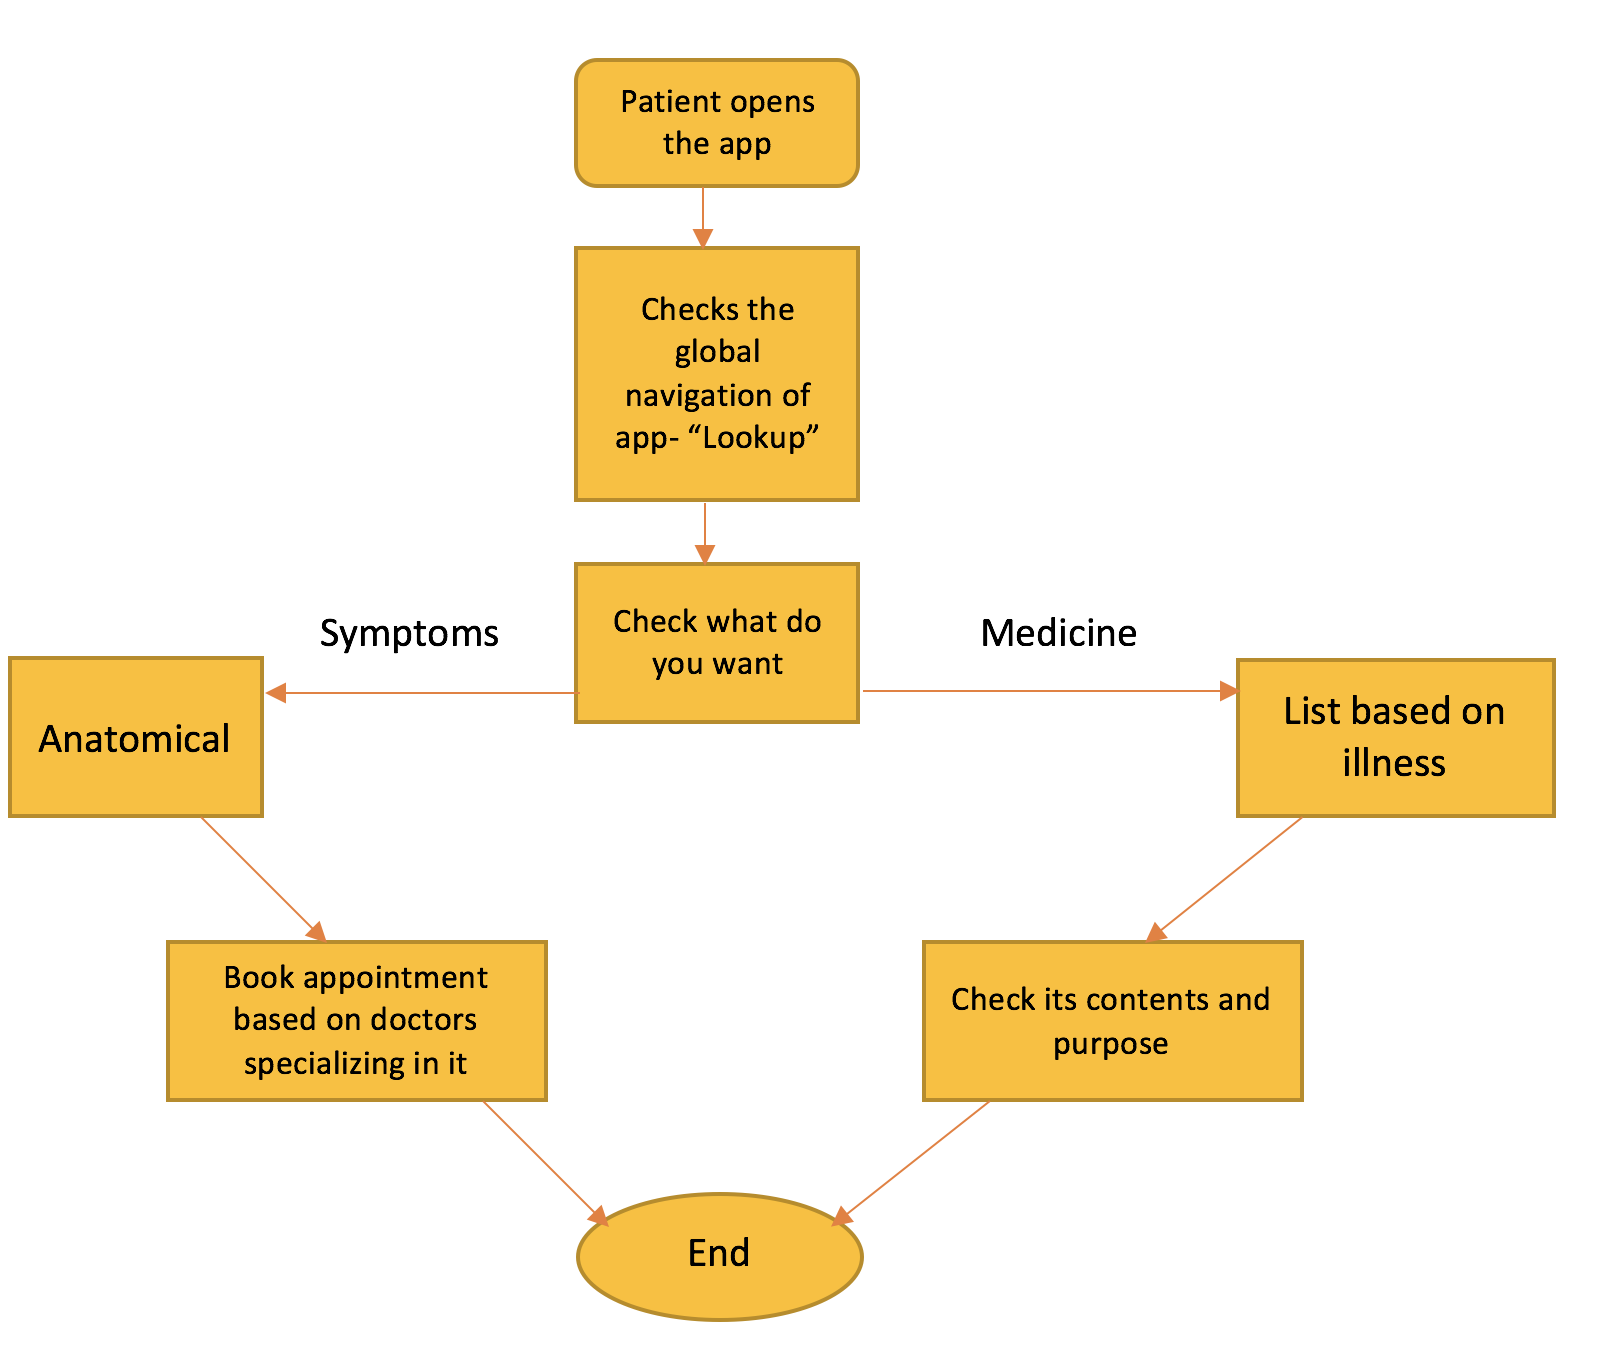 Patient opens
the app
Checks the
global
navigation of
app- “Lookup”
Check what do
you want
Symptoms
Medicine
Anatomical
List based on
illness
Book appointment
based on doctors
specializing in it
Check its contents and
purpose
End